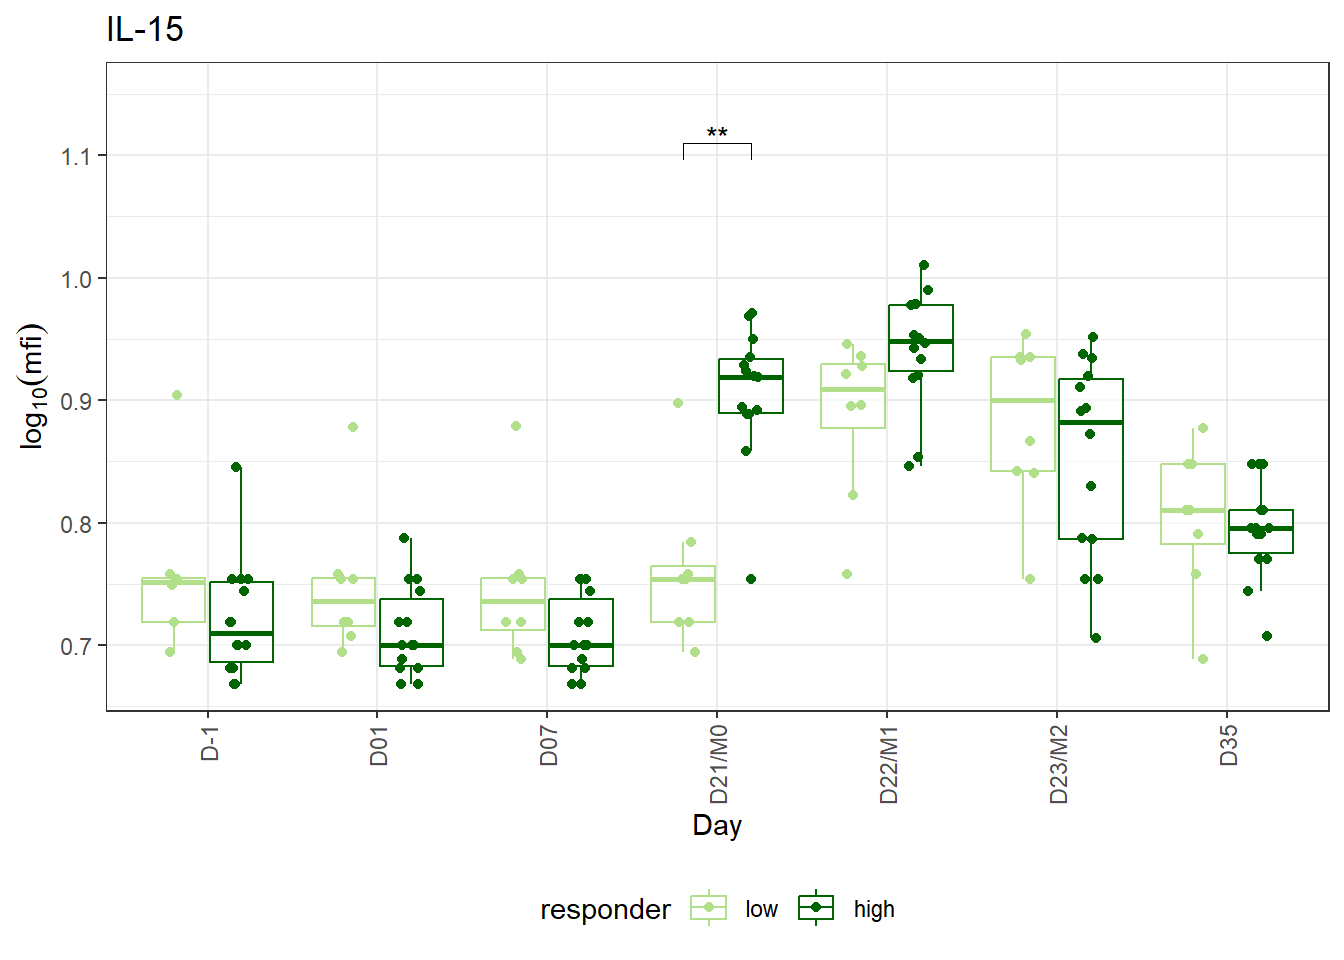 IL-15
**
1.1
1.0
0.9
0.8
0.7
log10(mfi)
D-1
D01
D07
D21/M0
D22/M1
D23/M2
D35
Day
responder low high